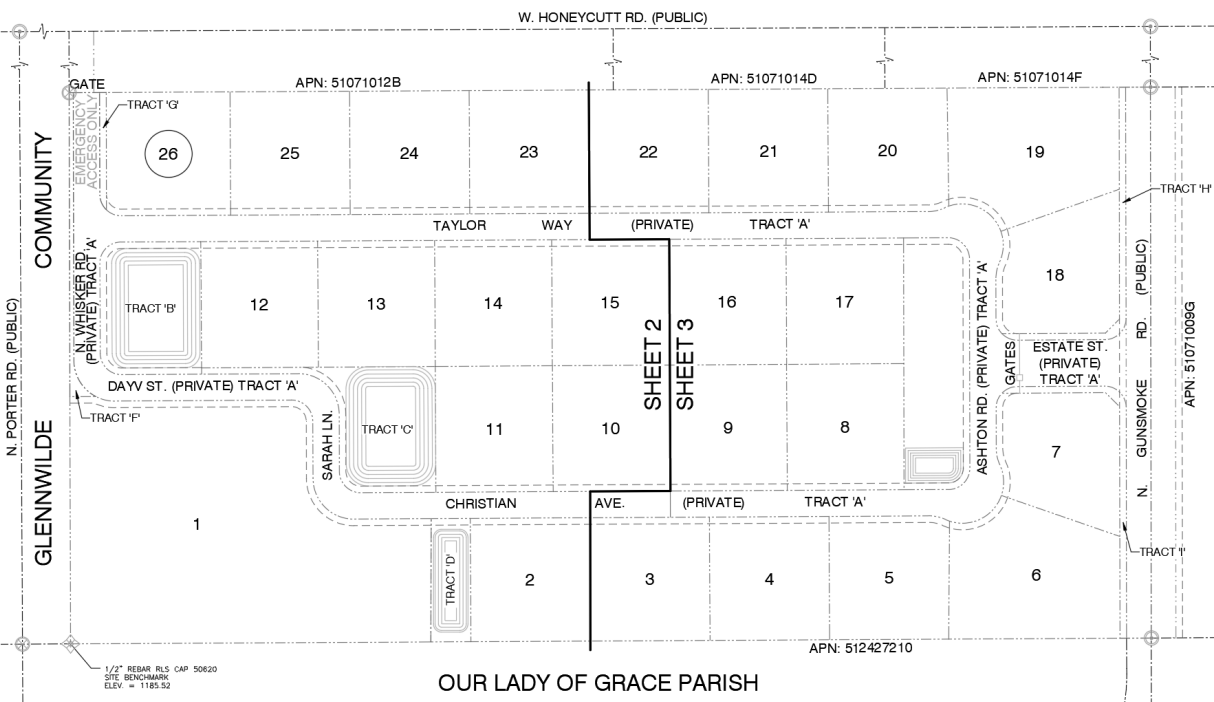 W. HONEYCUTT RD. (PUBLIC)
APN: 51071012B
APN: 51071014D
APN: 51071014F
GATE
TRACT 'G'
EMERGENCY
ACCESS ONLY
26
25
24
23
22
21
20
19
TRACT 'H'
COMMUNITY
TAYLOR WAY (PRIVATE) TRACT 'A'
N. WHISKER RD.
(PRIVATE) TRACT 'A'
TRACT 'B'
12
13
14
15
16
17
18
ASHTON RD. (PRIVATE) TRACT 'A'
N. GUNSMOKE RD. (PUBLIC)
APN: 51071009G
N. PORTER RD. (PUBLIC)
SHEET 2
SHEET 3
GATES
ESTATE ST.
(PRIVATE)
TRACT 'A'
DAYV ST. (PRIVATE) TRACT 'A'
TRACT 'F'
SARAH LN.
TRACT 'C'
11
10
9
8
7
GLENNWILDE
1
CHRISTIAN AVE. (PRIVATE) TRACT 'A'
TRACT 'I'
TRACT 'D'
2
3
4
5
6
APN: 512427210
1/2" REBAR RLS CAP 50620
SITE BENCHMARK
ELEV. = 1185.52
OUR LADY OF GRACE PARISH